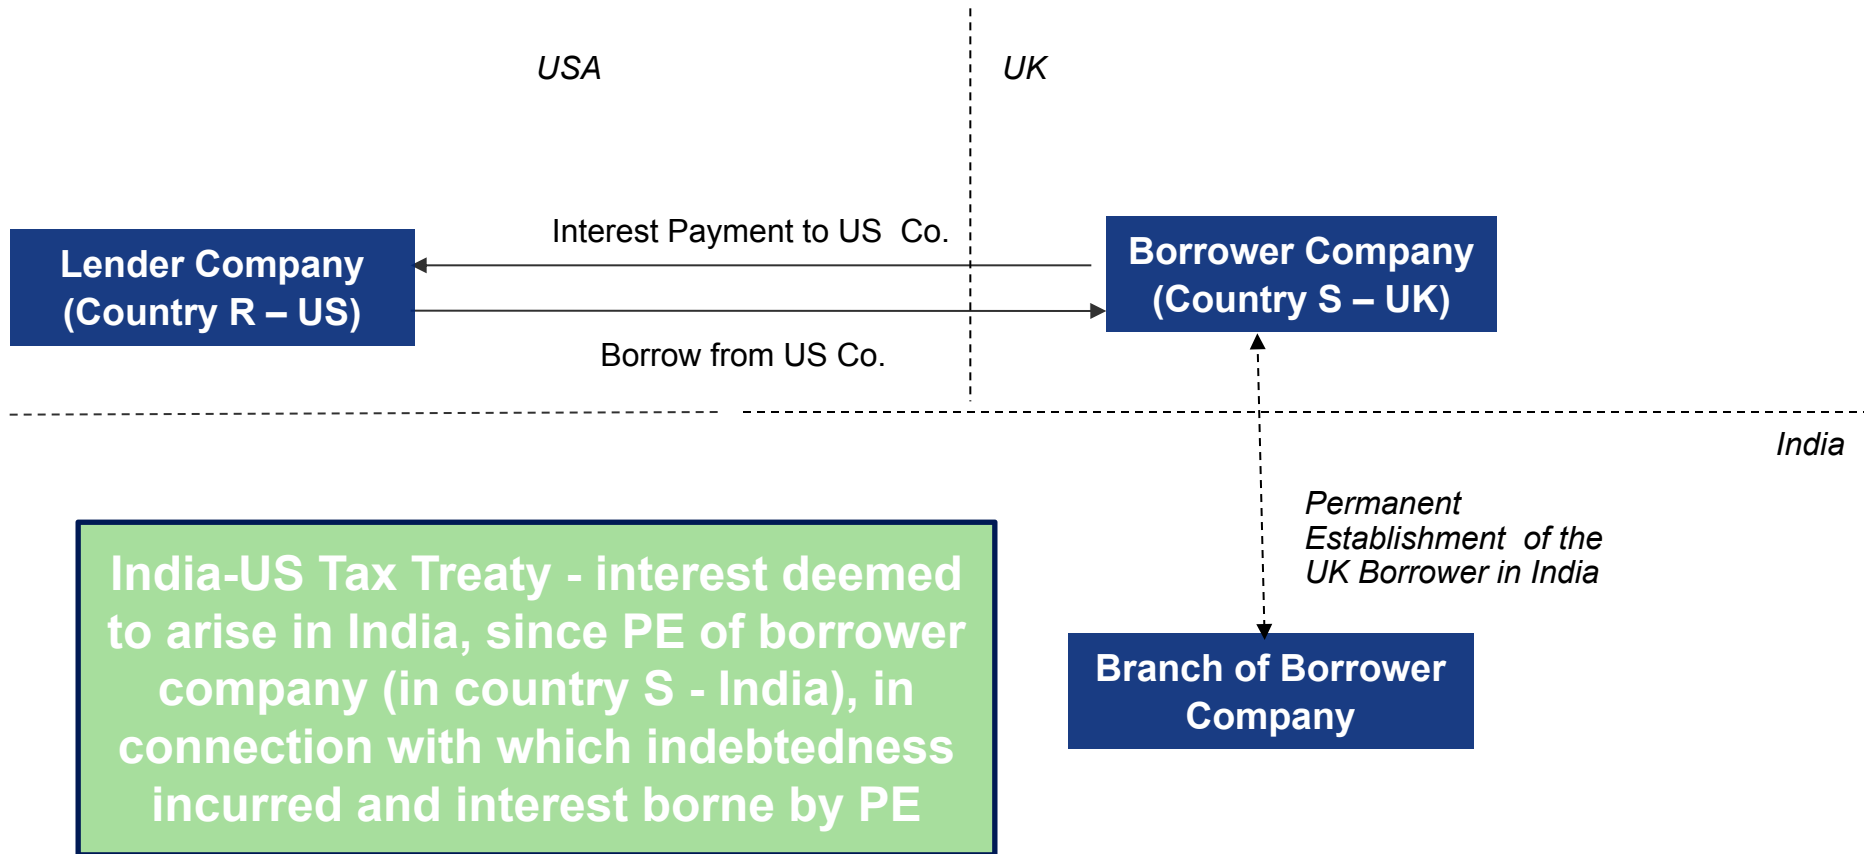 USA
UK
Interest Payment to US Co.
Lender Company
(Country R – US)
Borrower Company
(Country S – UK)
Borrow from US Co.
India
Permanent
Establishment of the
UK Borrower in India
India-US Tax Treaty - interest deemed
to arise in India, since PE of borrower
company (in country S - India), in
connection with which indebtedness
incurred and interest borne by PE
Branch of Borrower
Company